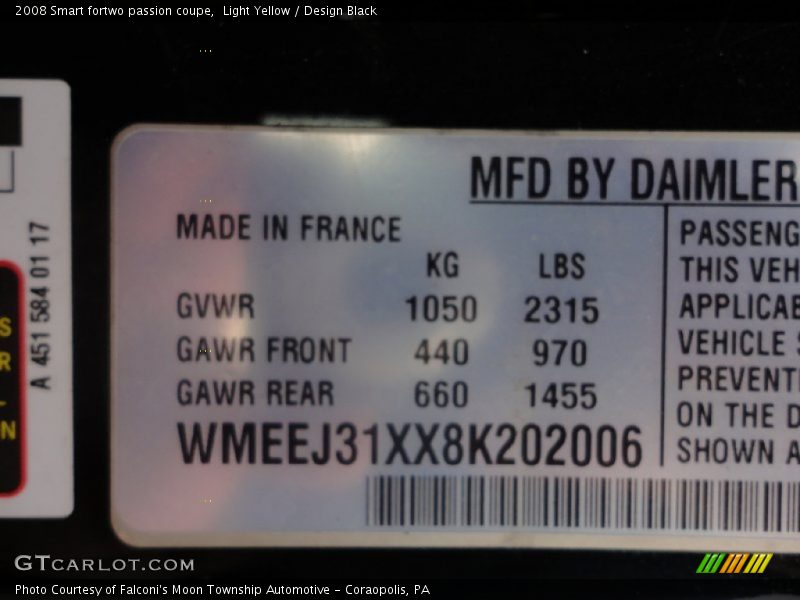 2008 Smart fortwo passion coupe,  Light Yellow / Design Black
A 451 584 01 17
S
R
-
N
MFD BY DAIMLER
MADE IN FRANCE
KG LBS
GVWR 1050 2315
GAWR FRONT 440 970
GAWR REAR 660 1455
WMEEJ31XX8K202006
PASSENG
THIS VEH
APPLICAB
VEHICLE S
PREVENTI
ON THE D
SHOWN A
GTCARLOT.COM
Photo Courtesy of Falconi's Moon Township Automotive - Coraopolis, PA